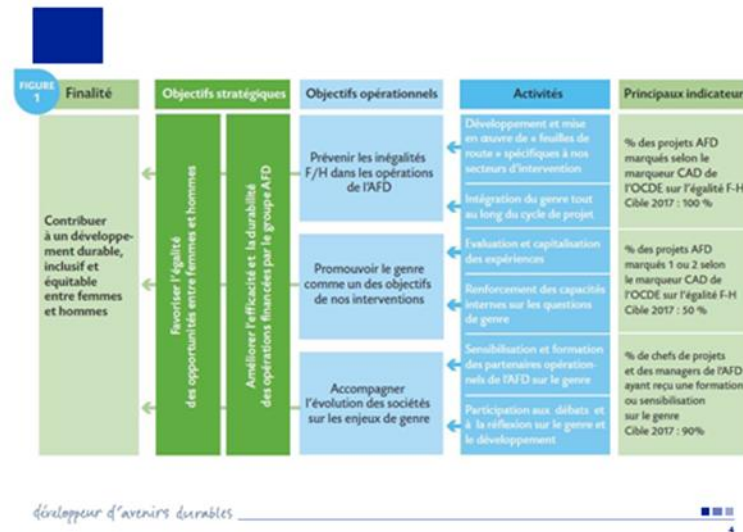 FIGURE
1
Finalité
Objectifs stratégiques
Objectifs opérationnels
Activités
Principaux indicateur
Contribuer
à un développe-
ment durable,
inclusif et
équitable
entre femmes
et hommes
Favoriser l'égalité
des opportunités entre femmes et hommes
Améliorer l'efficacité et la durabilité
des opérations financées par le groupe AFD
Prévenir les inégalités
F/H dans les opérations
de l'AFD
Promouvoir le genre
comme un des objectifs
de nos interventions
Accompagner
l'évolution des sociétés
sur les enjeux de genre
Développement et mise
en œuvre de « feuilles de
route » spécifiques à nos
secteurs d'intervention
Intégration du genre tout
au long du cycle de projet
Evaluation et capitalisation
des expériences
Renforcement des capacités
internes sur les questions
de genre
Sensibilisation et formation
des partenaires opération-
nels de l'AFD sur le genre
Participation aux débats et
à la réflexion sur le genre et
le développement
% des projets AFD
marqués selon le
marqueur CAD de
l'OCDE sur l'égalité F-H
Cible 2017 : 100 %
% des projets AFD
marqués 1 ou 2 selon
le marqueur CAD de
l'OCDE sur l'égalité F-H
Cible 2017 : 50 %
% de chefs de projets
et des managers de l'AFD
ayant reçu une formation
ou sensibilisation
sur le genre
Cible 2017 : 90%
développeur d'avenirs durables